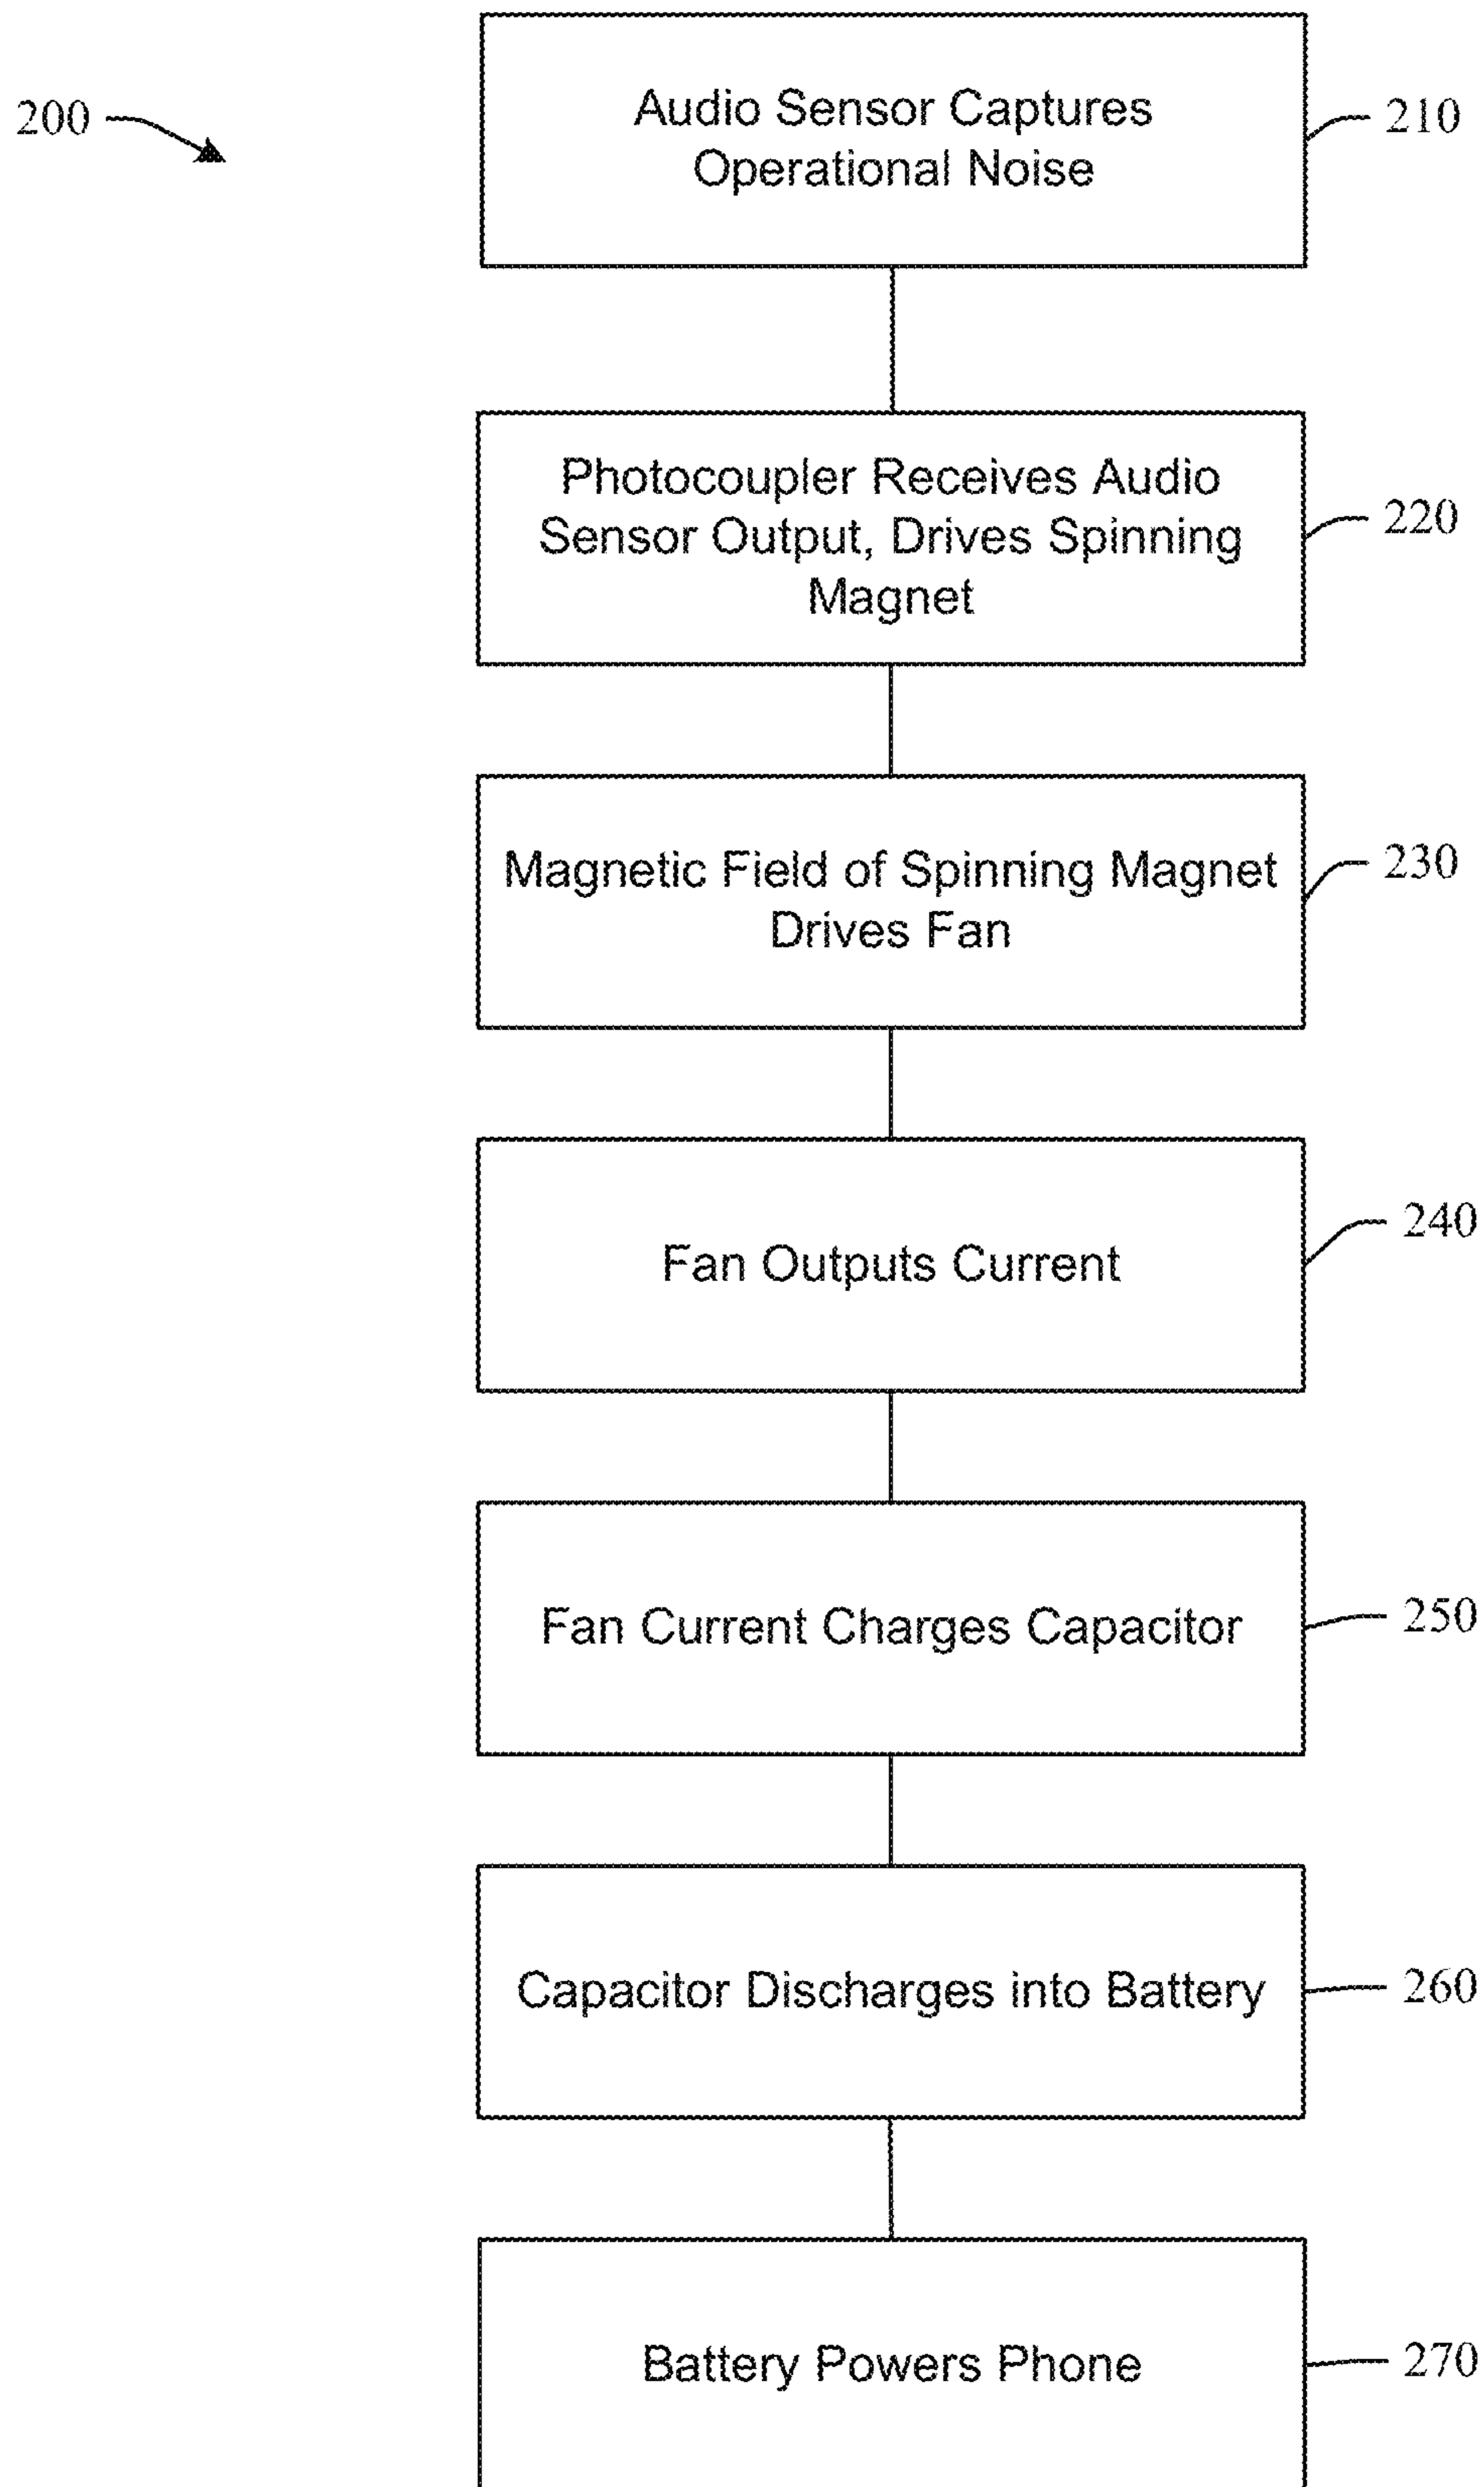 200
Audio Sensor Captures
Operational Noise
210
Photocoupler Receives Audio
Sensor Output, Drives Spinning
Magnet
220
Magnetic Field of Spinning Magnet
Drives Fan
230
Fan Outputs Current
240
Fan Current Charges Capacitor
250
Capacitor Discharges into Battery
260
Battery Powers Phone
270